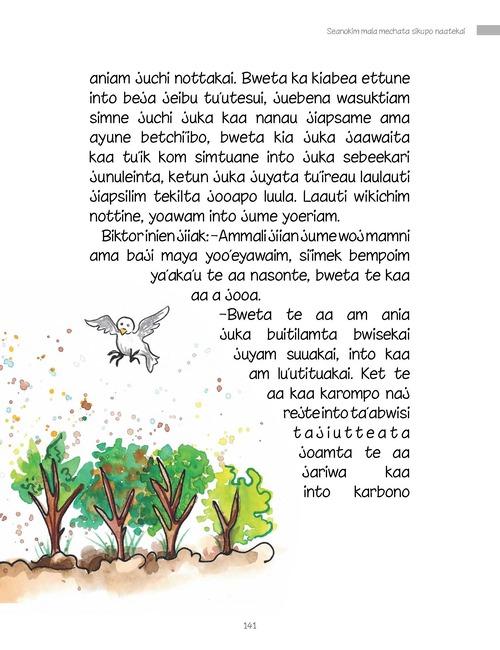 Seanokim mala mechata sikupo naatekai
aniam juchi nottakai. Bweta ka kiabea ettune
into beja jeibu tu'utesui, juebena wasuktiam
simne juchi juka kaa nanau jiapsame ama
ayune betchi'ibo, bweta kia juka jaawaita
kaa tu'ik kom simtuane into juka sebeekari
junuleinta, ketun juka juyata tu'ireau laulauti
jiapsilim tekilta jooapo luula. Laauti wikichim
nottine, yoawam into jume yoeriam.
Biktorinien jiiak:-Ammali jiian jume woj mamni
ama baji maya yoo'eyawaim, si'imek bempoim
ya'aka'u te aa nasonte, bweta te kaa
aa a jooa.
-Bweta te aa am ania
juka buitilamta bwisekai
juyam suuakai, into kaa
am lu'utituakai. Ket te
aa kaa karompo naj
rejte into ta'abwisi
tajiutteata
joamta te aa
jariwa kaa
into karbono
141